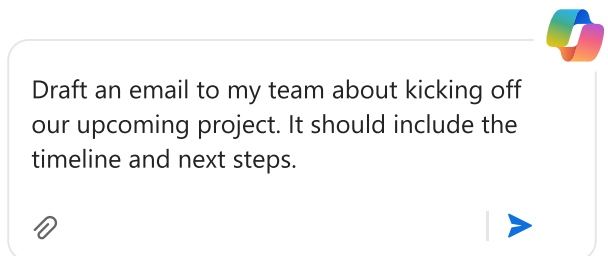 Draft an email to my team about kicking off
our upcoming project. It should include the
timeline and next steps.